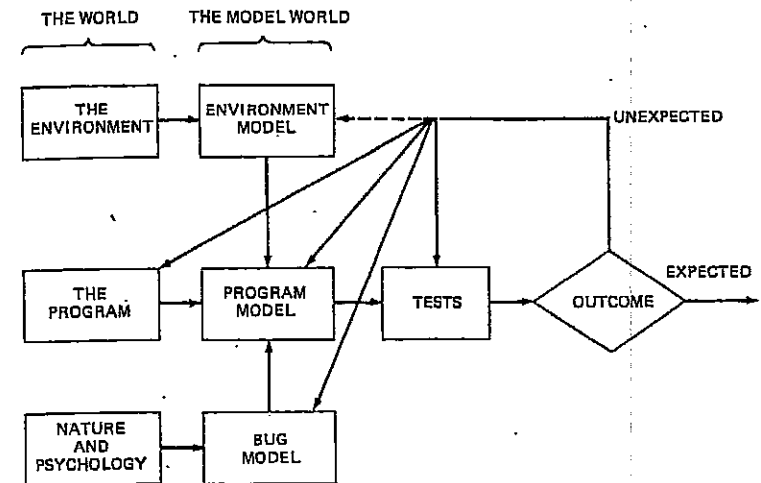 THE WORLD
THE MODEL WORLD
THE
ENVIRONMENT
ENVIRONMENT
MODEL
UNEXPECTED
THE
PROGRAM
PROGRAM
MODEL
TESTS
OUTCOME
EXPECTED
NATURE
AND
PSYCHOLOGY
BUG
MODEL